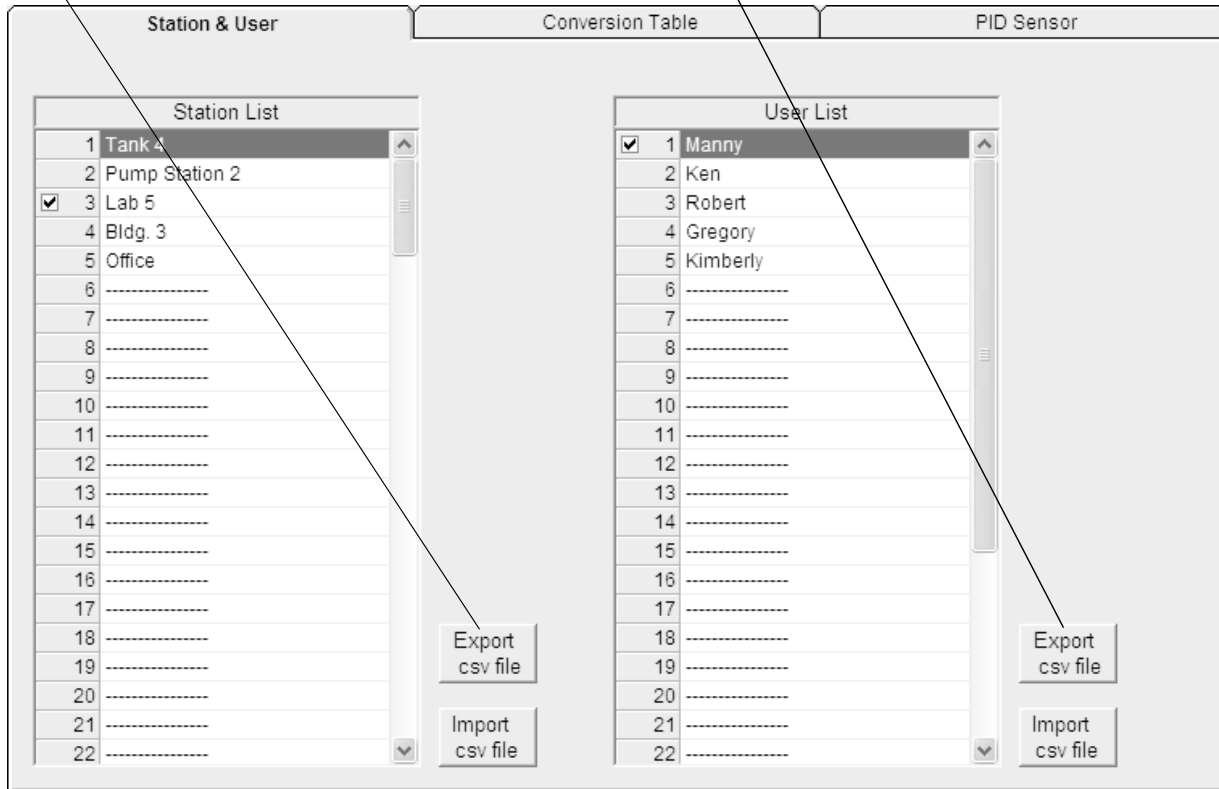 Station & User
Conversion Table
PID Sensor
Station List
1 Tank 4
2 Pump Station 2
3 Lab 5
4 Bldg. 3
5 Office
6 ----------------
7 ----------------
8 ----------------
9 ----------------
10 ----------------
11 ----------------
12 ----------------
13 ----------------
14 ----------------
15 ----------------
16 ----------------
17 ----------------
18 ----------------
19 ----------------
20 ----------------
21 ----------------
22 ----------------
Export
csv file
Import
csv file
User List
1 Manny
2 Ken
3 Robert
4 Gregory
5 Kimberly
6 ----------------
7 ----------------
8 ----------------
9 ----------------
10 ----------------
11 ----------------
12 ----------------
13 ----------------
14 ----------------
15 ----------------
16 ----------------
17 ----------------
18 ----------------
19 ----------------
20 ----------------
21 ----------------
22 ----------------
Export
csv file
Import
csv file